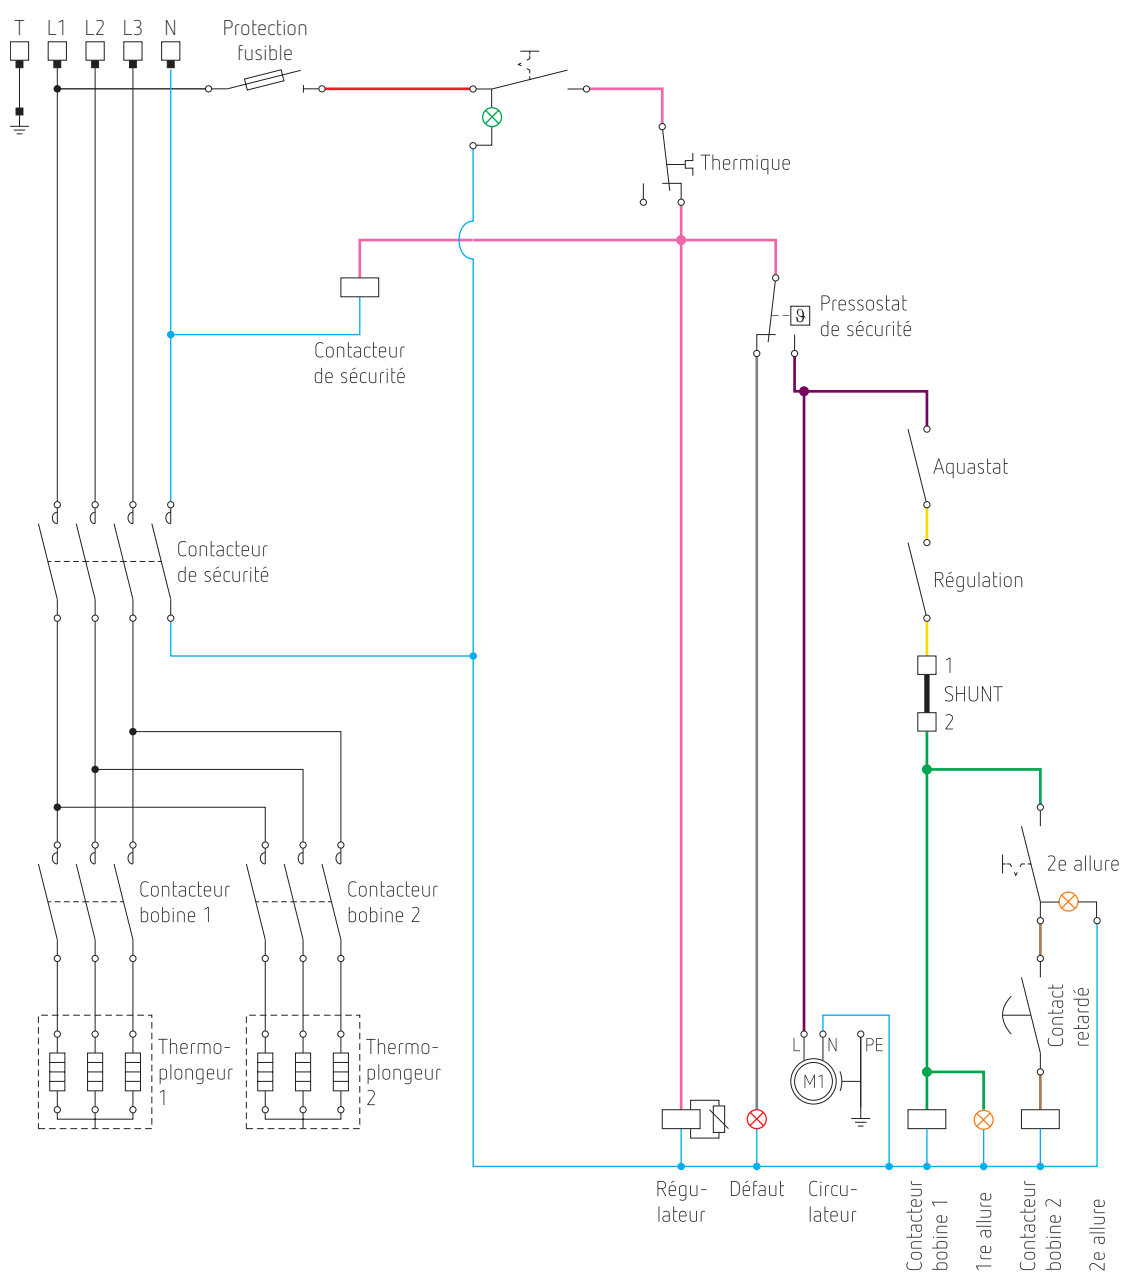 T L1 L2 L3 N
Protection
fusible
Thermique
Pressostat
de sécurité
ϑ
Contacteur
de sécurité
Aquastat
Contacteur
de sécurité
Régulation
1
SHUNT
2
Contacteur
bobine 1
Contacteur
bobine 2
2e allure
Contact
retardé
Thermo-
plongeur
1
Thermo-
plongeur
2
L N PE
M1
Régu-
lateur
Défaut
Circu-
lateur
Contacteur
bobine 1
1re allure
Contacteur
bobine 2
2e allure